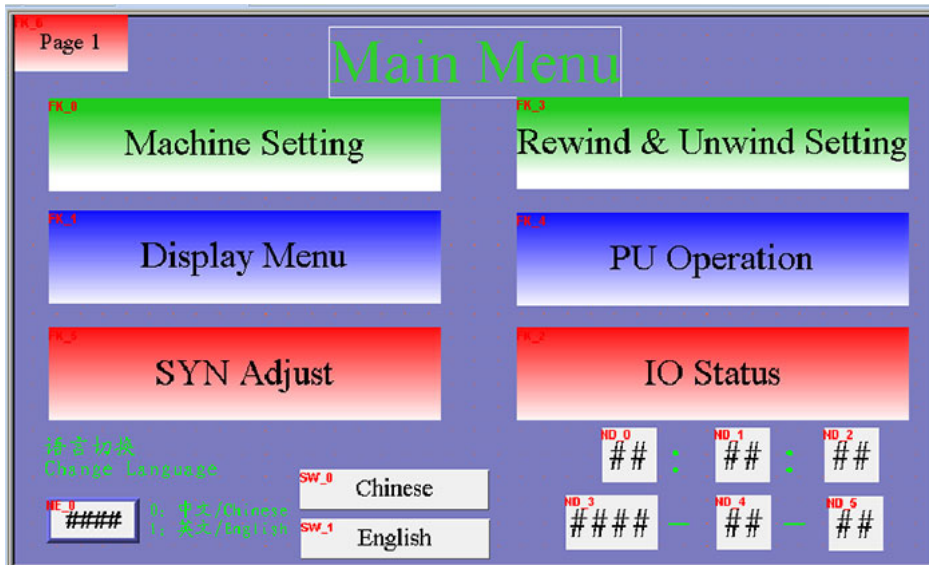 FK_6
Page 1
Main Menu
FK_0
Machine Setting
FK_3
Rewind & Unwind Setting
FK_1
Display Menu
FK_4
PU Operation
FK_5
SYN Adjust
FK_2
IO Status
语言切换
Change Language
NE_0
####
0: 中文/Chinese
1: 英文/English
SW_0
Chinese
SW_1
English
ND_0 ND_1 ND_2
## : ## : ##
ND_3 ND_4 ND_5
#### — ## — ##